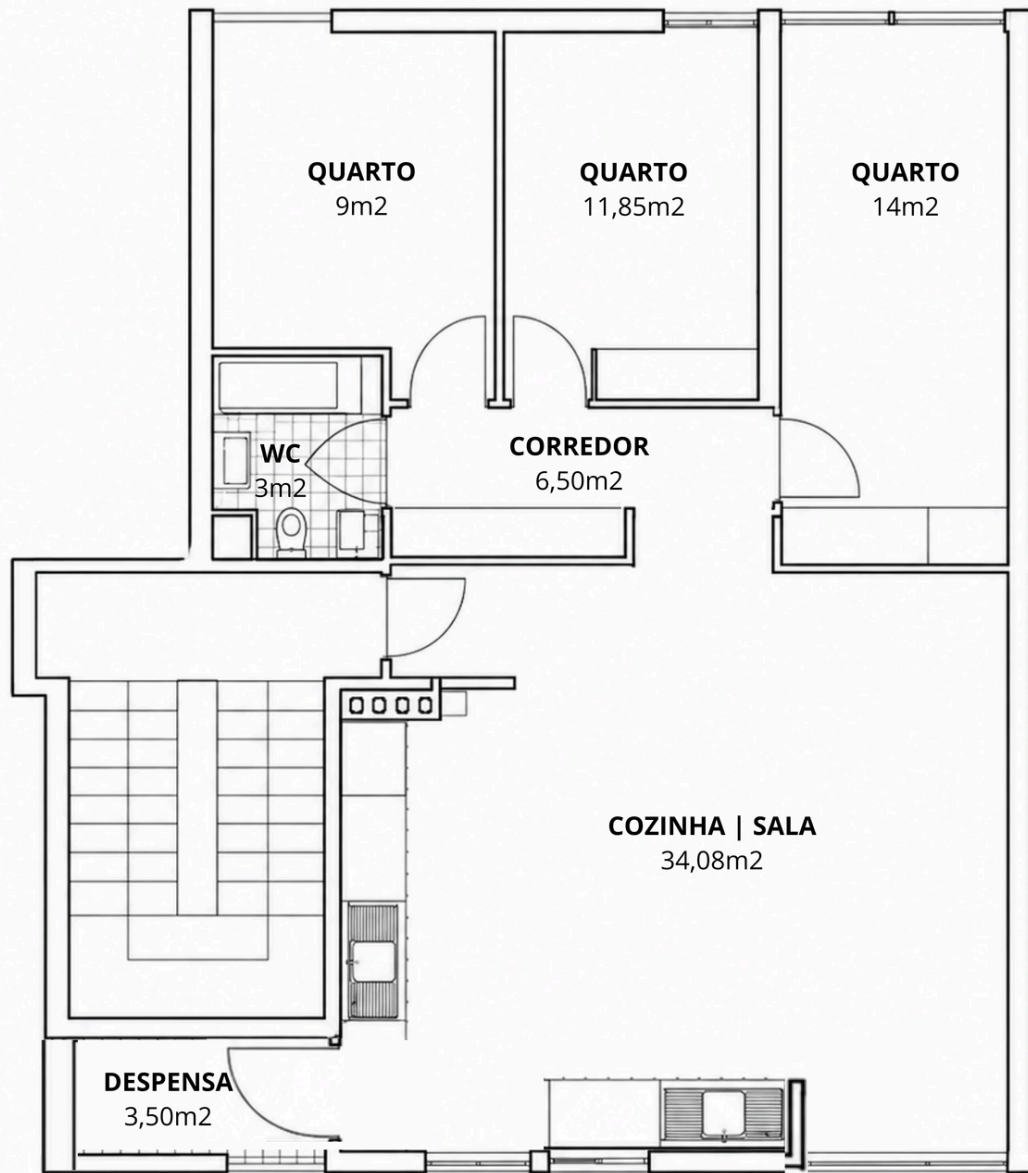 QUARTO
9m2
QUARTO
11,85m2
QUARTO
14m2
WC
3m2
CORREDOR
6,50m2
COZINHA | SALA
34,08m2
DESPENSA
3,50m2